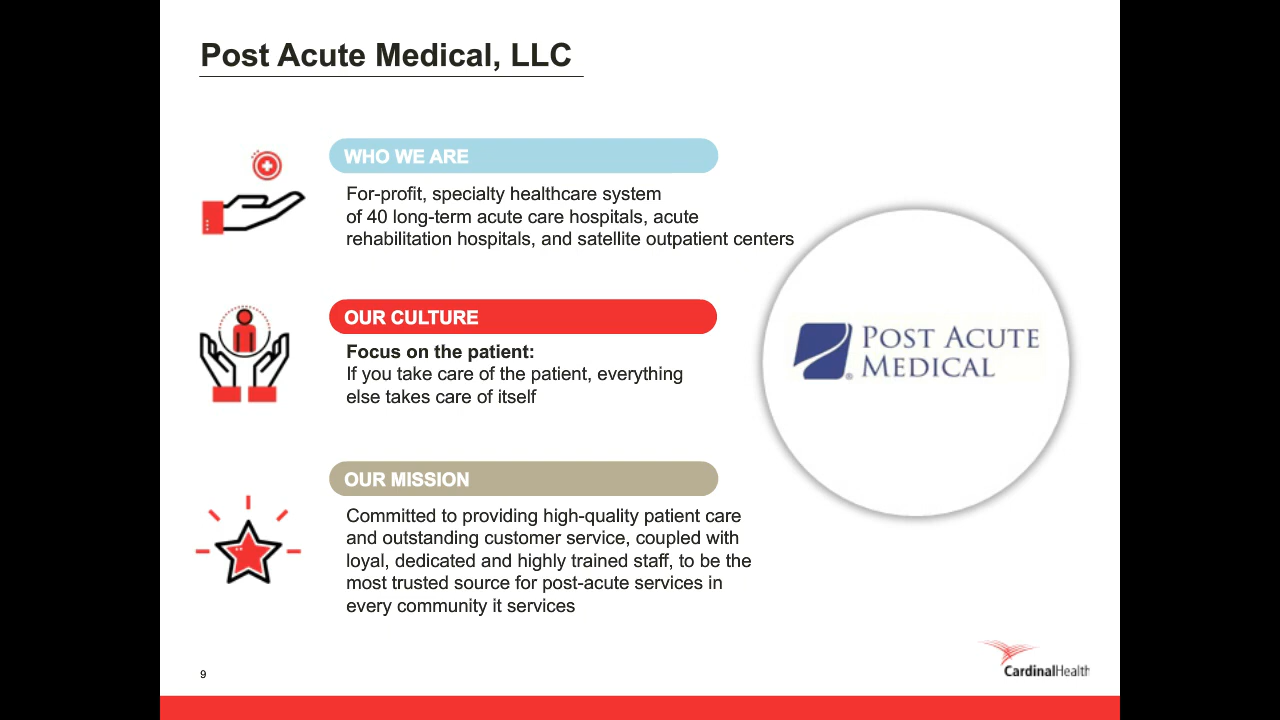 Post Acute Medical, LLC
WHO WE ARE
For-profit, specialty healthcare system
of 40 long-term acute care hospitals, acute
rehabilitation hospitals, and satellite outpatient centers
OUR CULTURE
Focus on the patient:
If you take care of the patient, everything
else takes care of itself
OUR MISSION
Committed to providing high-quality patient care
and outstanding customer service, coupled with
loyal, dedicated and highly trained staff, to be the
most trusted source for post-acute services in
every community it services
POST ACUTE
MEDICAL®
9
CardinalHealth